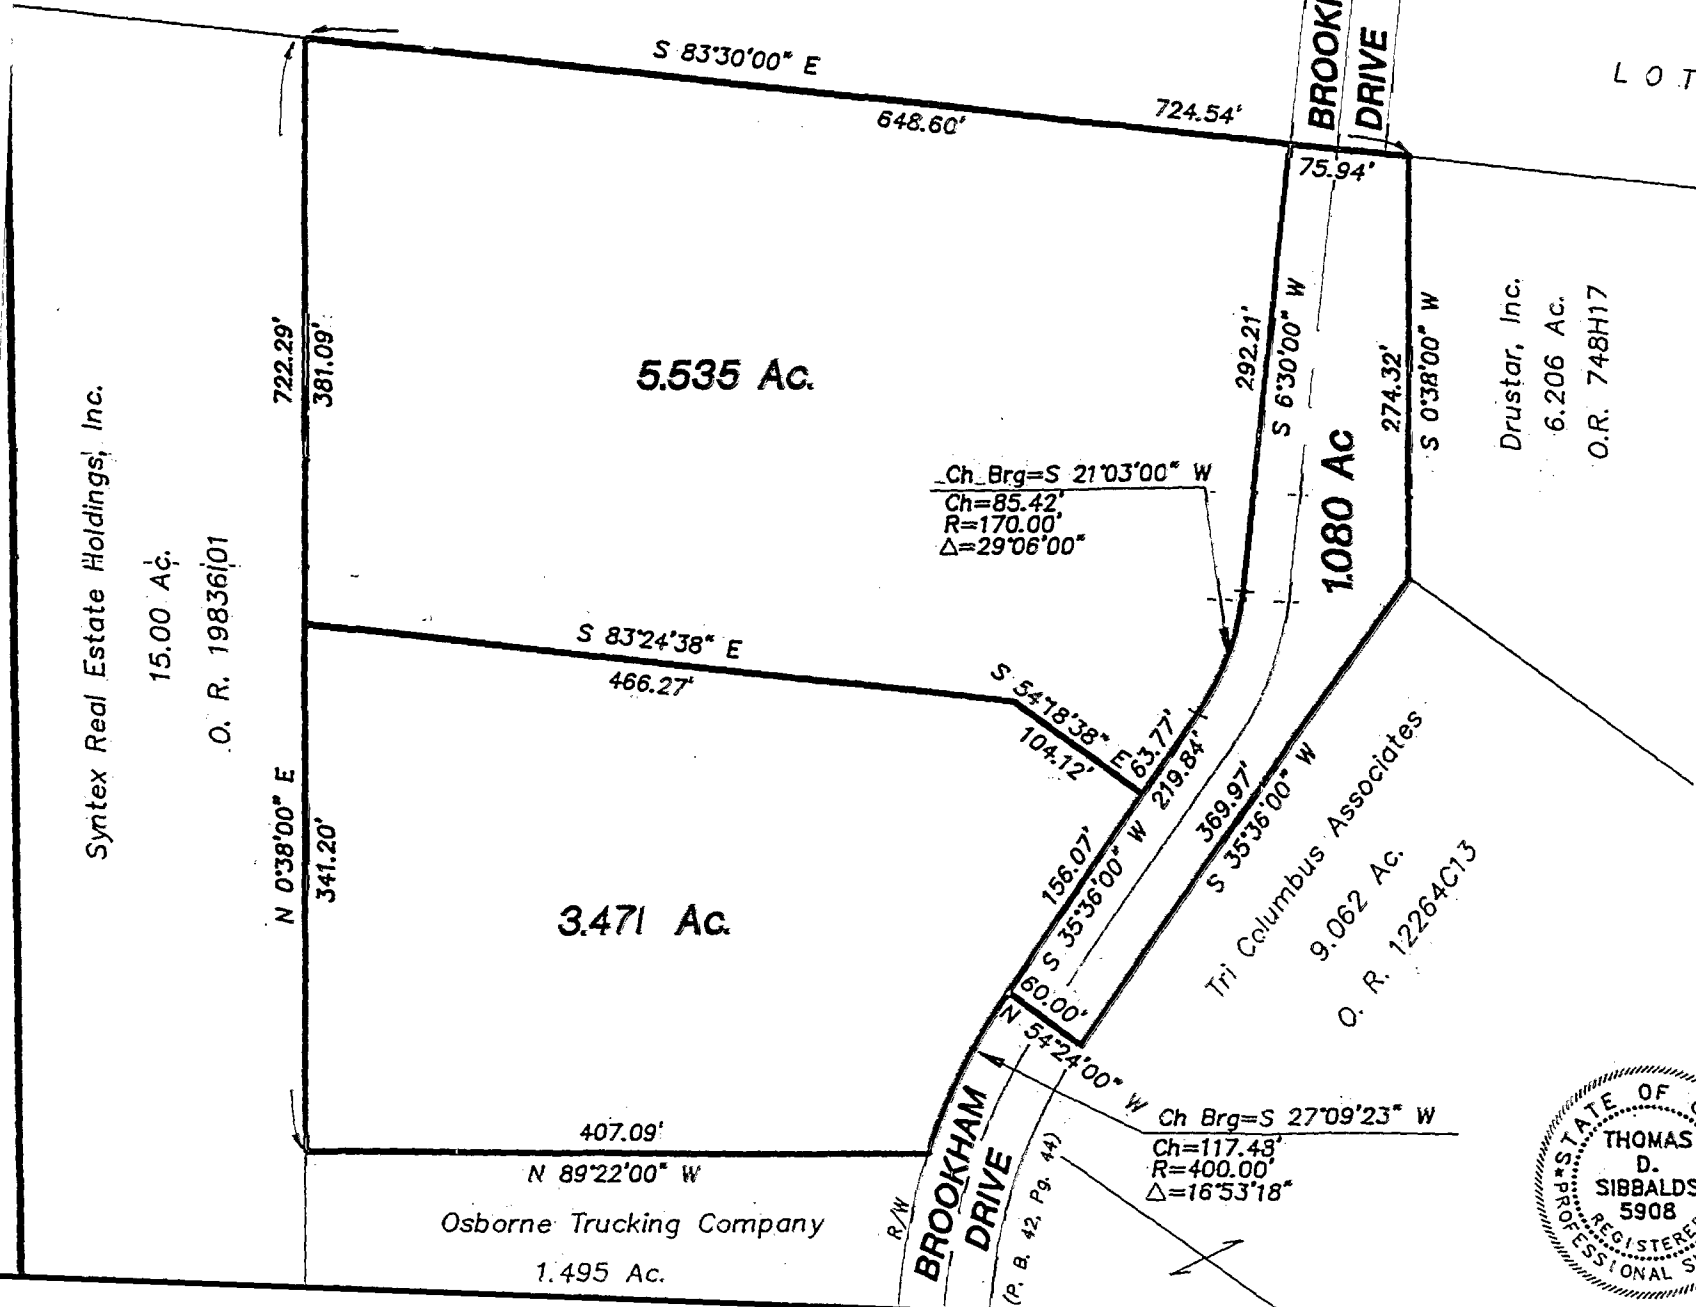 S 83°30'00" E
648.60'
724.54'
BROOK
DRIVE
LOT
75.94'
722.29'
381.09'
5.535 Ac.
292.21'
S 6°30'00" W
274.32'
S 0°38'00" W
Drustar, Inc.
6.206 Ac.
O.R. 748H17
1.080 Ac
Ch Brg=S 21°03'00" W
Ch=85.42'
R=170.00'
△=29°06'00"
Syntex Real Estate Holdings, Inc.
15.00 Ac.
O. R. 19836I01
S 83°24'38" E
466.27'
S 54°18'38" E
104.12'
63.77'
219.84'
369.97'
S 35°36'00" W
Tri Columbus Associates
9.062 Ac.
O. R. 12264C13
N 0°38'00" E
341.20'
3.471 Ac.
156.07'
S 35°36'00" W
60.00'
N 54°24'00" W
407.09'
N 89°22'00" W
Osborne Trucking Company
1.495 Ac.
R/W
BROOKHAM
DRIVE
(P. B. 42, Pg. 44)
Ch Brg=S 27°09'23" W
Ch=117.48'
R=400.00'
△=16°53'18"
STATE OF
THOMAS
D.
SIBBALDS
5908
REGISTERE
PROFESSIONAL S